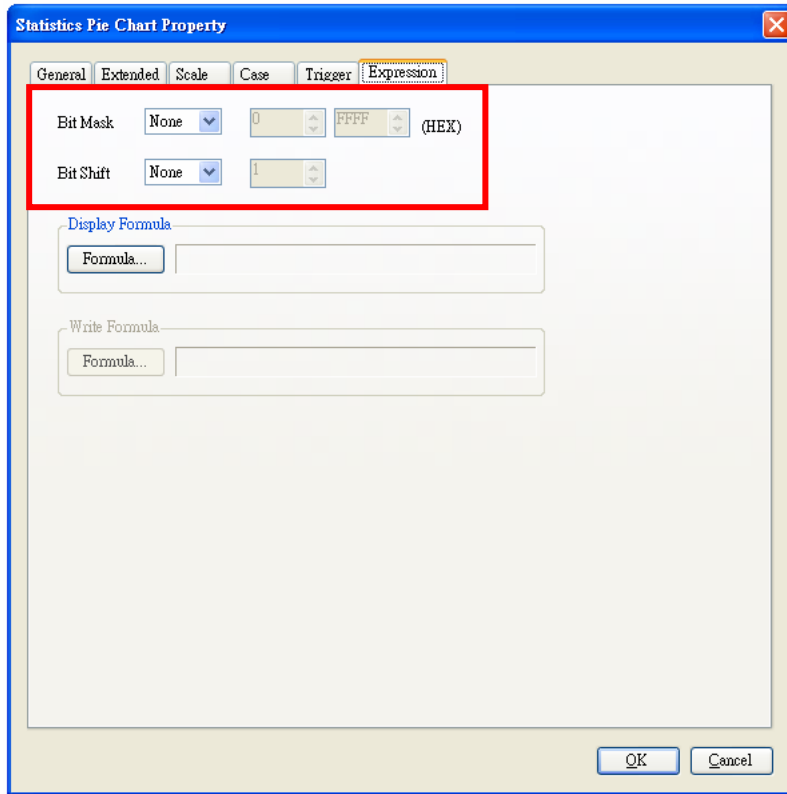 Statistics Pie Chart Property
General Extended Scale Case Trigger Expression
Bit Mask None 0 FFFF (HEX)
Bit Shift None 1
Display Formula
Formula...
Write Formula
Formula...
OK Cancel